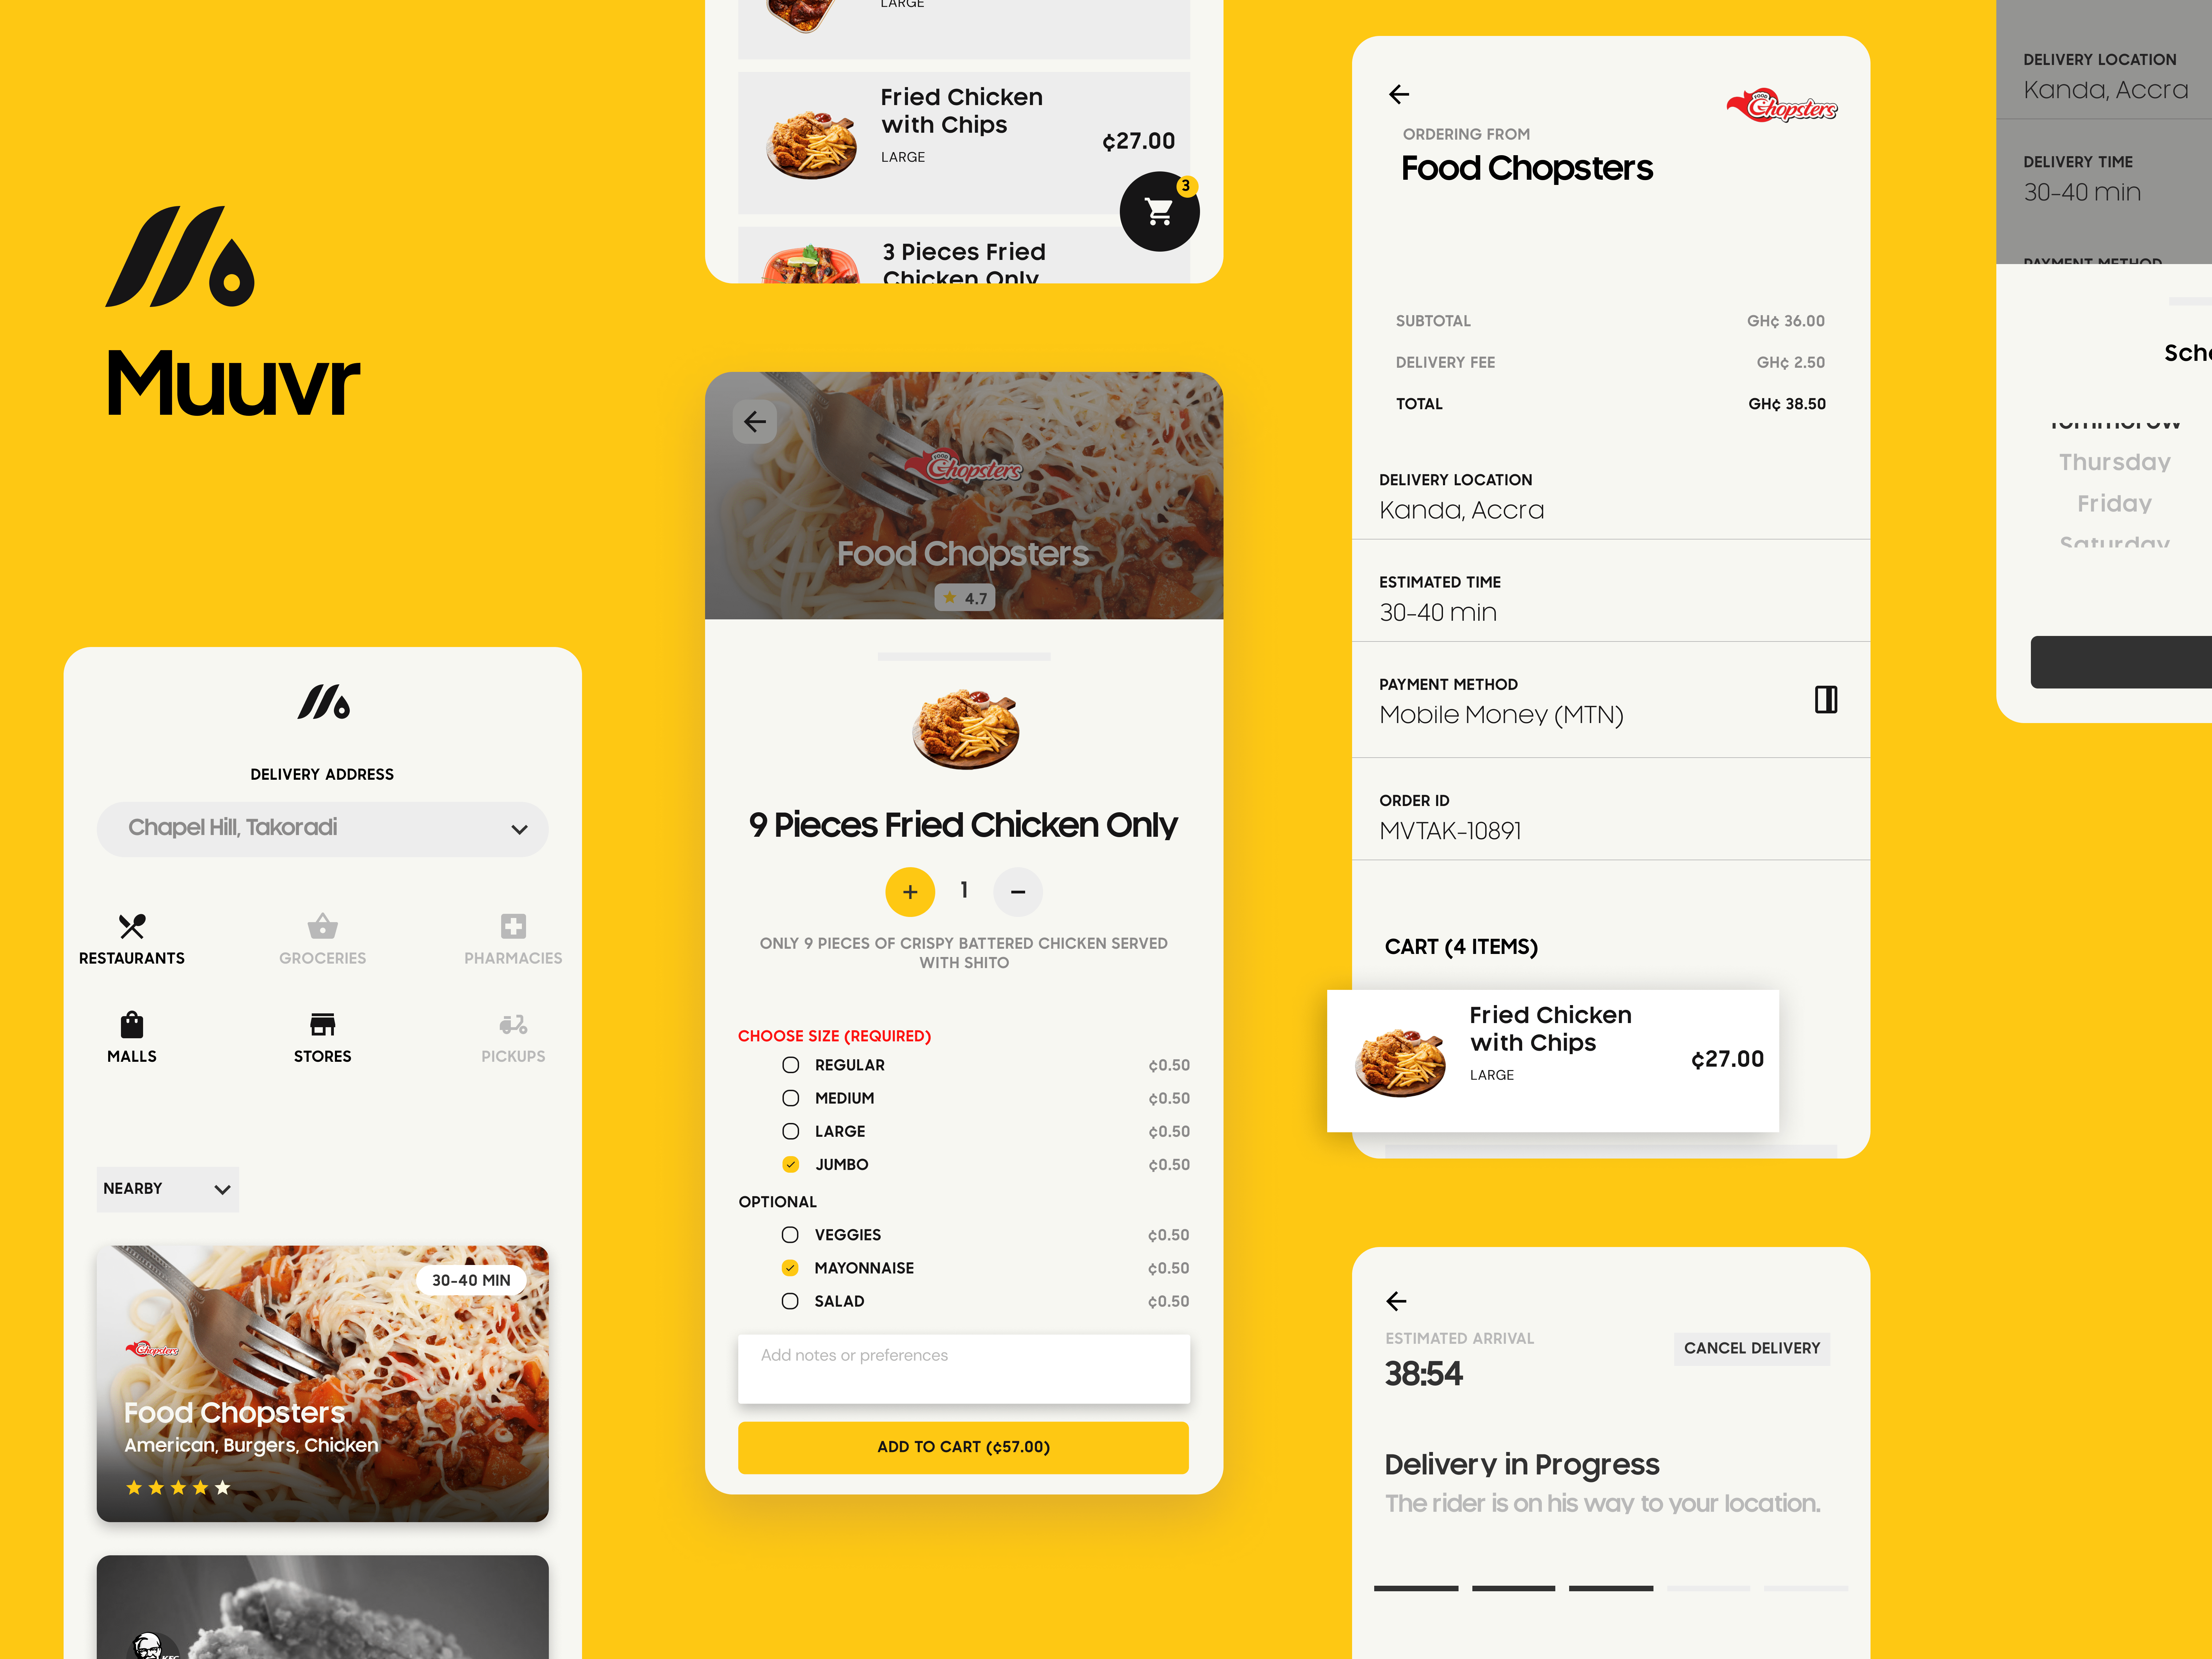 Muuvr
DELIVERY ADDRESS
Chapel Hill, Takoradi
RESTAURANTS
GROCERIES
PHARMACIES
MALLS
STORES
PICKUPS
NEARBY
30-40 MIN
Chopsters
Food Chopsters
American, Burgers, Chicken
KFC
LARGE
Fried Chicken
with Chips
LARGE
¢27.00
3
3 Pieces Fried
Chicken Only
FOOD
Chopsters
Food Chopsters
4.7
9 Pieces Fried Chicken Only
+ 1 −
ONLY 9 PIECES OF CRISPY BATTERED CHICKEN SERVED
WITH SHITO
CHOOSE SIZE (REQUIRED)
REGULAR ¢0.50
MEDIUM ¢0.50
LARGE ¢0.50
JUMBO ¢0.50
OPTIONAL
VEGGIES ¢0.50
MAYONNAISE ¢0.50
SALAD ¢0.50
Add notes or preferences
ADD TO CART (¢57.00)
FOOD
Chopsters
ORDERING FROM
Food Chopsters
SUBTOTAL GH¢ 36.00
DELIVERY FEE GH¢ 2.50
TOTAL GH¢ 38.50
DELIVERY LOCATION
Kanda, Accra
ESTIMATED TIME
30-40 min
PAYMENT METHOD
Mobile Money (MTN)
ORDER ID
MVTAK-10891
CART (4 ITEMS)
Fried Chicken
with Chips
LARGE
¢27.00
ESTIMATED ARRIVAL
38:54
CANCEL DELIVERY
Delivery in Progress
The rider is on his way to your location.
DELIVERY LOCATION
Kanda, Accra
DELIVERY TIME
30-40 min
PAYMENT METHOD
Sche
Tommorow
Thursday
Friday
Saturday